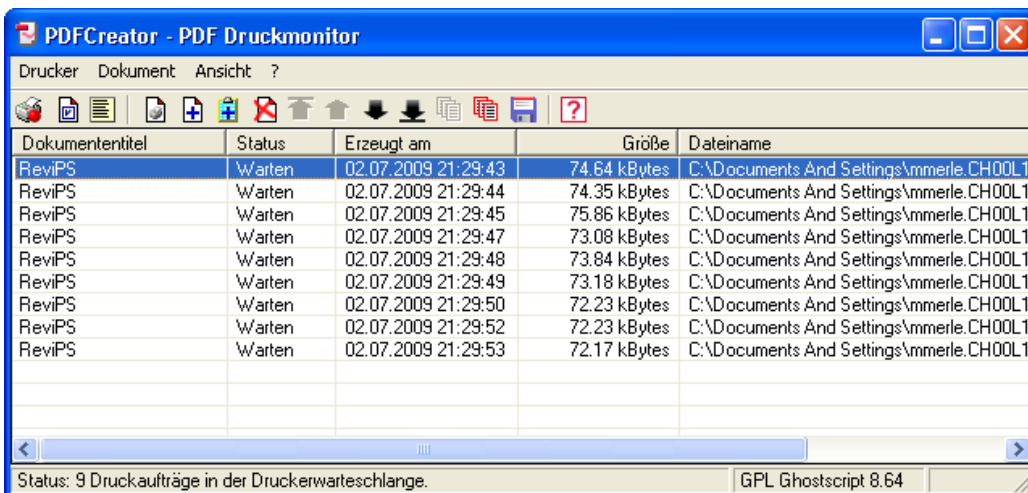 PDFCreator - PDF Druckmonitor
Drucker Dokument Ansicht ?
Dokumententitel Status Erzeugt am Größe Dateiname
ReviPS Warten 02.07.2009 21:29:43 74.64 kBytes C:\Documents And Settings\mmerle.CH00L1
ReviPS Warten 02.07.2009 21:29:44 74.35 kBytes C:\Documents And Settings\mmerle.CH00L1
ReviPS Warten 02.07.2009 21:29:45 75.86 kBytes C:\Documents And Settings\mmerle.CH00L1
ReviPS Warten 02.07.2009 21:29:47 73.08 kBytes C:\Documents And Settings\mmerle.CH00L1
ReviPS Warten 02.07.2009 21:29:48 73.84 kBytes C:\Documents And Settings\mmerle.CH00L1
ReviPS Warten 02.07.2009 21:29:49 73.18 kBytes C:\Documents And Settings\mmerle.CH00L1
ReviPS Warten 02.07.2009 21:29:50 72.23 kBytes C:\Documents And Settings\mmerle.CH00L1
ReviPS Warten 02.07.2009 21:29:52 72.23 kBytes C:\Documents And Settings\mmerle.CH00L1
ReviPS Warten 02.07.2009 21:29:53 72.17 kBytes C:\Documents And Settings\mmerle.CH00L1
Status: 9 Druckaufträge in der Druckerwarteschlange. GPL Ghostscript 8.64